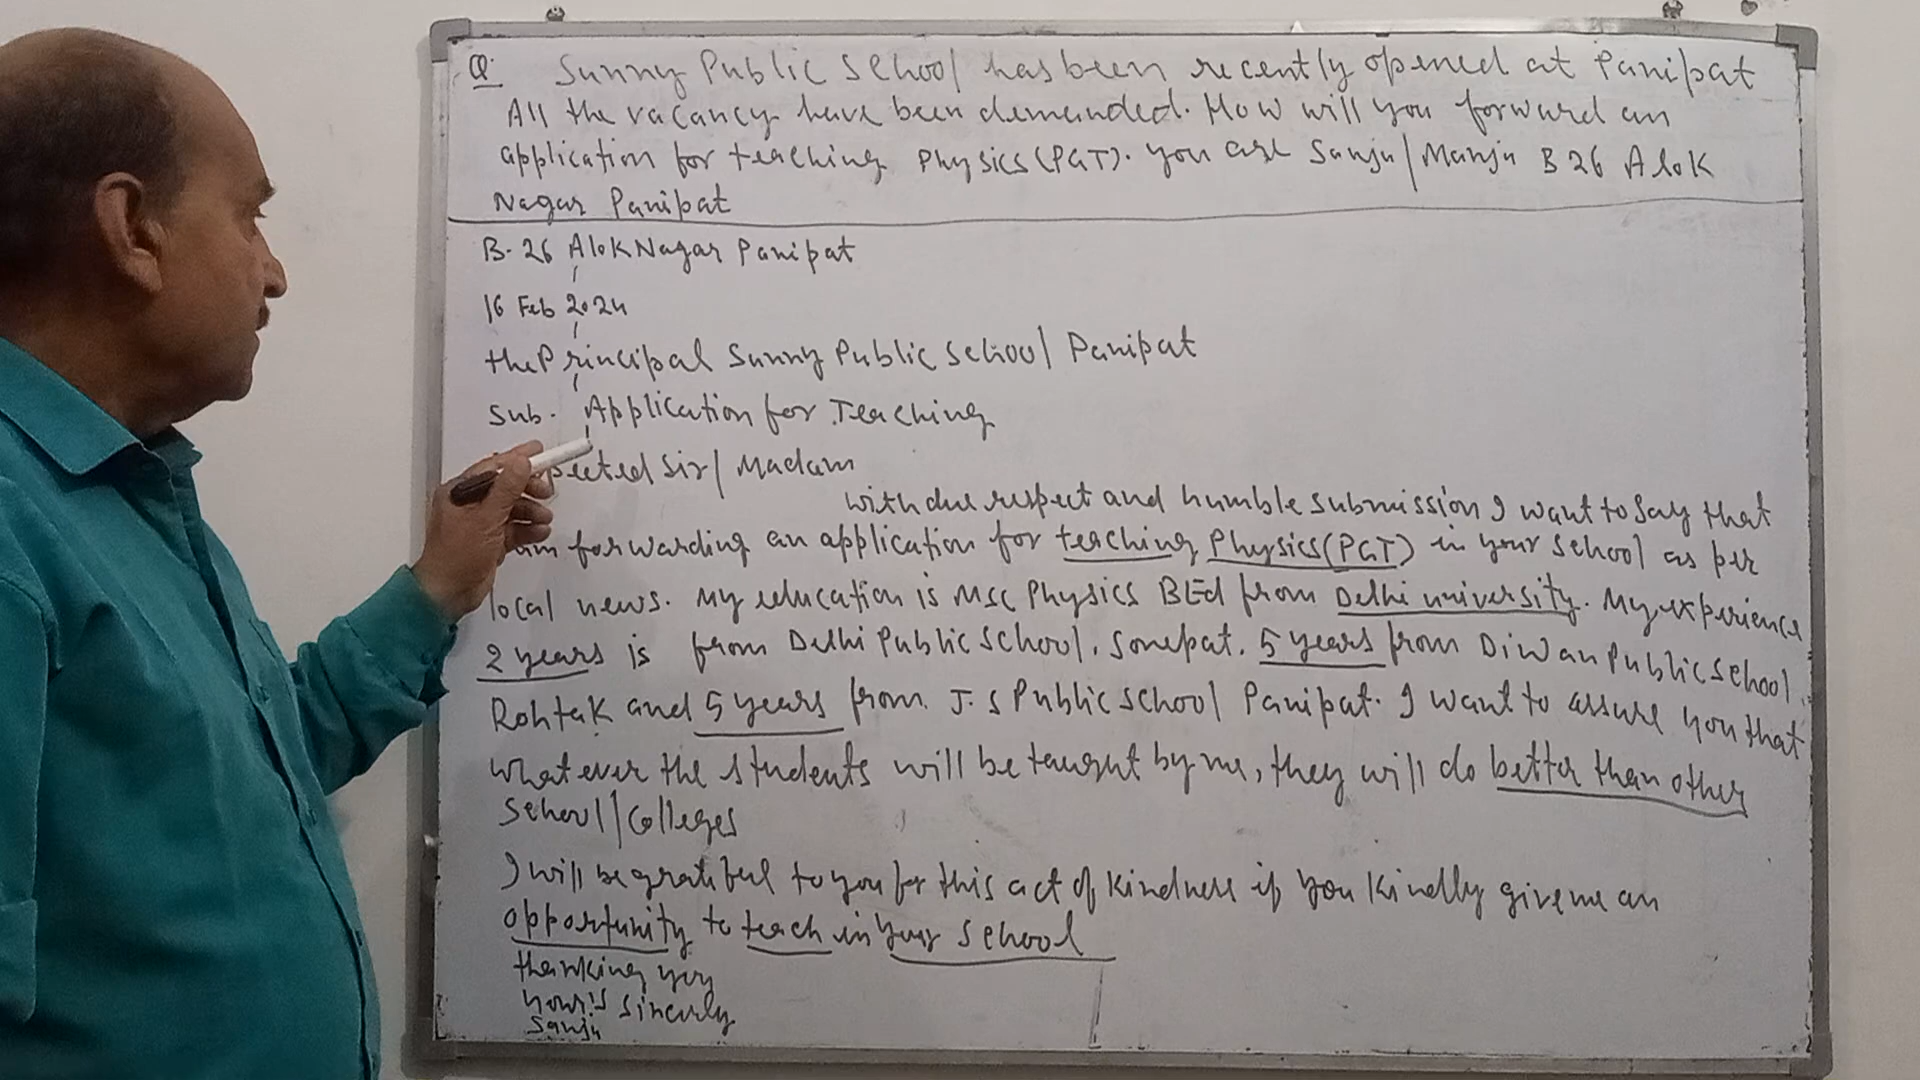 Q. Sunny Public School has been recently opened at Panipat
All the vacancy have been demanded. How will you forward an
application for teaching Physics (PGT). You are Sanju/Manju B 26 Alok
Nagar Panipat
B-26 Alok Nagar Panipat
16 Feb 2024
the Principal Sunny Public School Panipat
Sub- Application for Teaching
pected Sir/Madam
with due respect and humble submission I want to say that
am forwarding an application for teaching Physics (PGT) in your school as per
local news. My education is MSc Physics BEd from Delhi university. My experience
2 years is from Delhi Public School, Sonepat. 5 years from Diwan Public School,
Rohtak and 5 years from J.S Public School Panipat. I want to assure you that
whatever the students will be taught by me, they will do better than other
School/Colleges
I will be grateful to you for this act of kindness if you kindly give me an
opportunity to teach in your school
thanking you
your's sincerly
Sanju